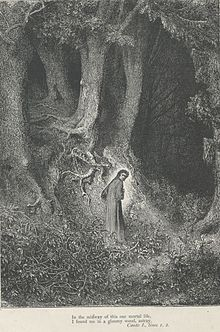 In the midway of this our mortal life,
I found me in a gloomy wood, astray.
Canto I., lines 1, 2.